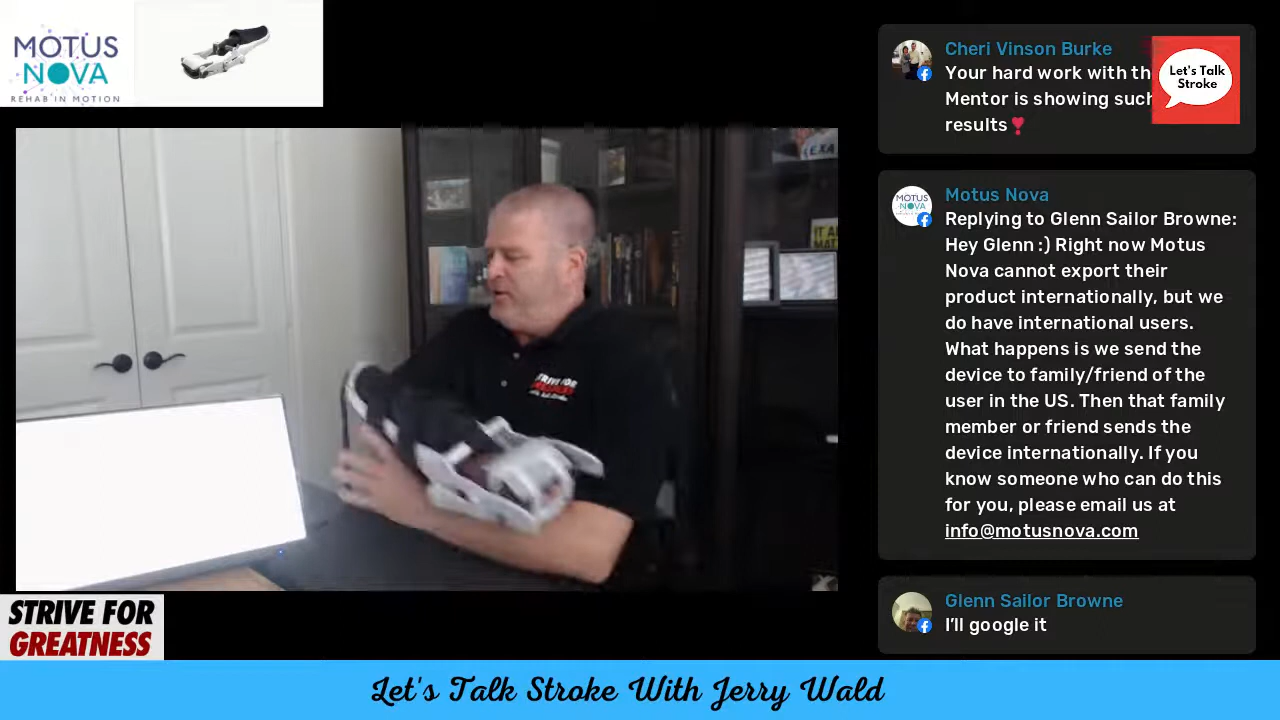 MOTUS
NOVA
REHAB IN MOTION
Cheri Vinson Burke
Your hard work with th
Mentor is showing such
results
Let's Talk
Stroke
Motus Nova
Replying to Glenn Sailor Browne:
Hey Glenn :) Right now Motus
Nova cannot export their
product internationally, but we
do have international users.
What happens is we send the
device to family/friend of the
user in the US. Then that family
member or friend sends the
device internationally. If you
know someone who can do this
for you, please email us at
info@motusnova.com
Glenn Sailor Browne
I'll google it
STRIVE FOR
STRIVE FOR
GREATNESS
Let's Talk Stroke With Jerry Wald